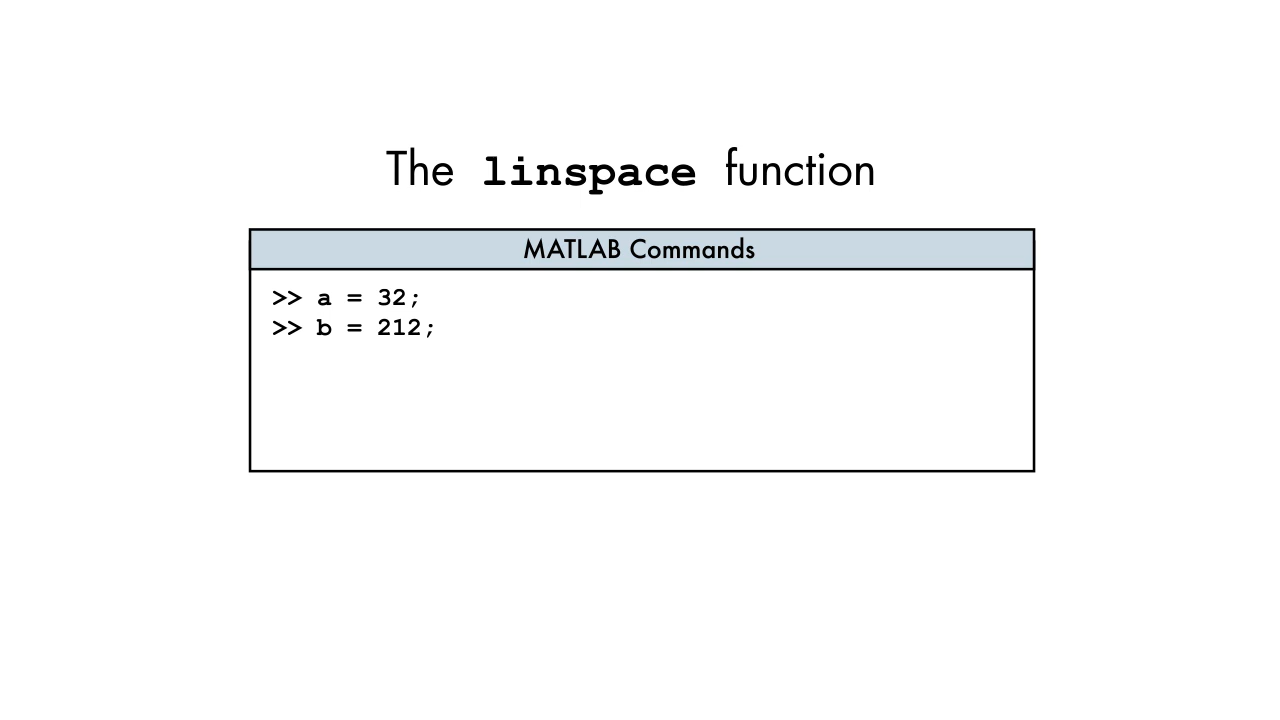 The linspace function
MATLAB Commands
>> a = 32;
>> b = 212;